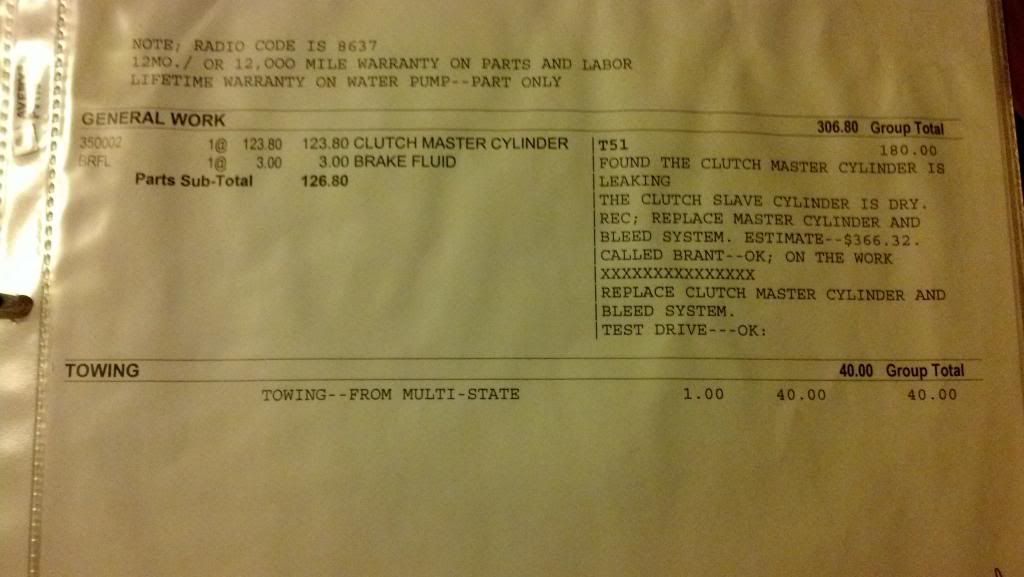 NOTE; RADIO CODE IS 8637
12MO./ OR 12,000 MILE WARRANTY ON PARTS AND LABOR
LIFETIME WARRANTY ON WATER PUMP--PART ONLY
GENERAL WORK 306.80 Group Total
350002 1@ 123.80 123.80 CLUTCH MASTER CYLINDER
BRFL 1@ 3.00 3.00 BRAKE FLUID
Parts Sub-Total 126.80
T51 180.00
FOUND THE CLUTCH MASTER CYLINDER IS
LEAKING
THE CLUTCH SLAVE CYLINDER IS DRY.
REC; REPLACE MASTER CYLINDER AND
BLEED SYSTEM. ESTIMATE--$366.32.
CALLED BRANT--OK; ON THE WORK
XXXXXXXXXXXXXXX
REPLACE CLUTCH MASTER CYLINDER AND
BLEED SYSTEM.
TEST DRIVE---OK:
TOWING 40.00 Group Total
TOWING--FROM MULTI-STATE 1.00 40.00 40.00